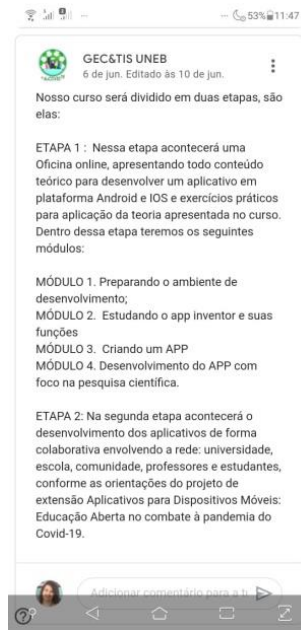 53% 11:47
GEC&TIS UNEB
6 de jun. Editado às 10 de jun.
Nosso curso será dividido em duas etapas, são
elas:
ETAPA 1 : Nessa etapa acontecerá uma
Oficina online, apresentando todo conteúdo
teórico para desenvolver um aplicativo em
plataforma Android e IOS e exercícios práticos
para aplicação da teoria apresentada no curso.
Dentro dessa etapa teremos os seguintes
módulos:
MÓDULO 1. Preparando o ambiente de
desenvolvimento;
MÓDULO 2. Estudando o app inventor e suas
funções
MÓDULO 3. Criando um APP
MÓDULO 4. Desenvolvimento do APP com
foco na pesquisa científica.
ETAPA 2: Na segunda etapa acontecerá o
desenvolvimento dos aplicativos de forma
colaborativa envolvendo a rede: universidade,
escola, comunidade, professores e estudantes,
conforme as orientações do projeto de
extensão Aplicativos para Dispositivos Móveis:
Educação Aberta no combate à pandemia do
Covid-19.
Adicionar comentário para a t